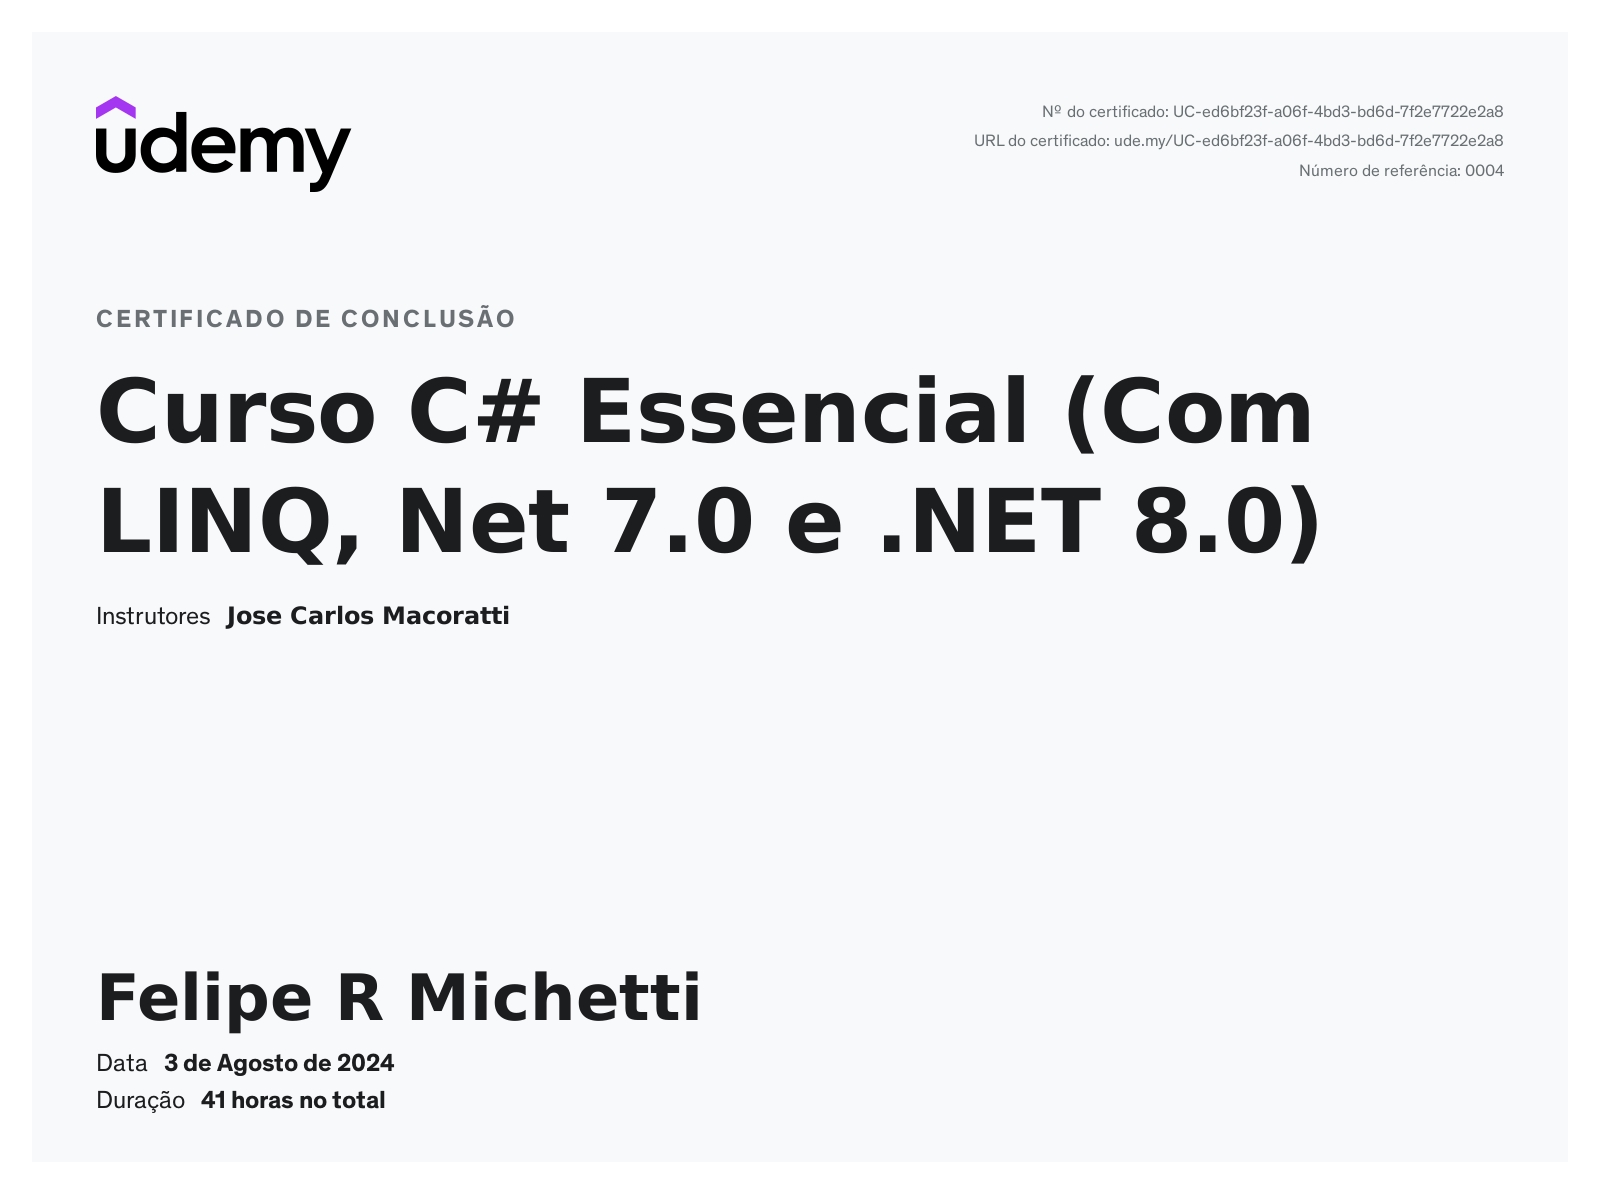 udemy
Nº do certificado: UC-ed6bf23f-a06f-4bd3-bd6d-7f2e7722e2a8
URL do certificado: ude.my/UC-ed6bf23f-a06f-4bd3-bd6d-7f2e7722e2a8
Número de referência: 0004
CERTIFICADO DE CONCLUSÃO
Curso C# Essencial (Com
LINQ, Net 7.0 e .NET 8.0)
Instrutores Jose Carlos Macoratti
Felipe R Michetti
Data 3 de Agosto de 2024
Duração 41 horas no total